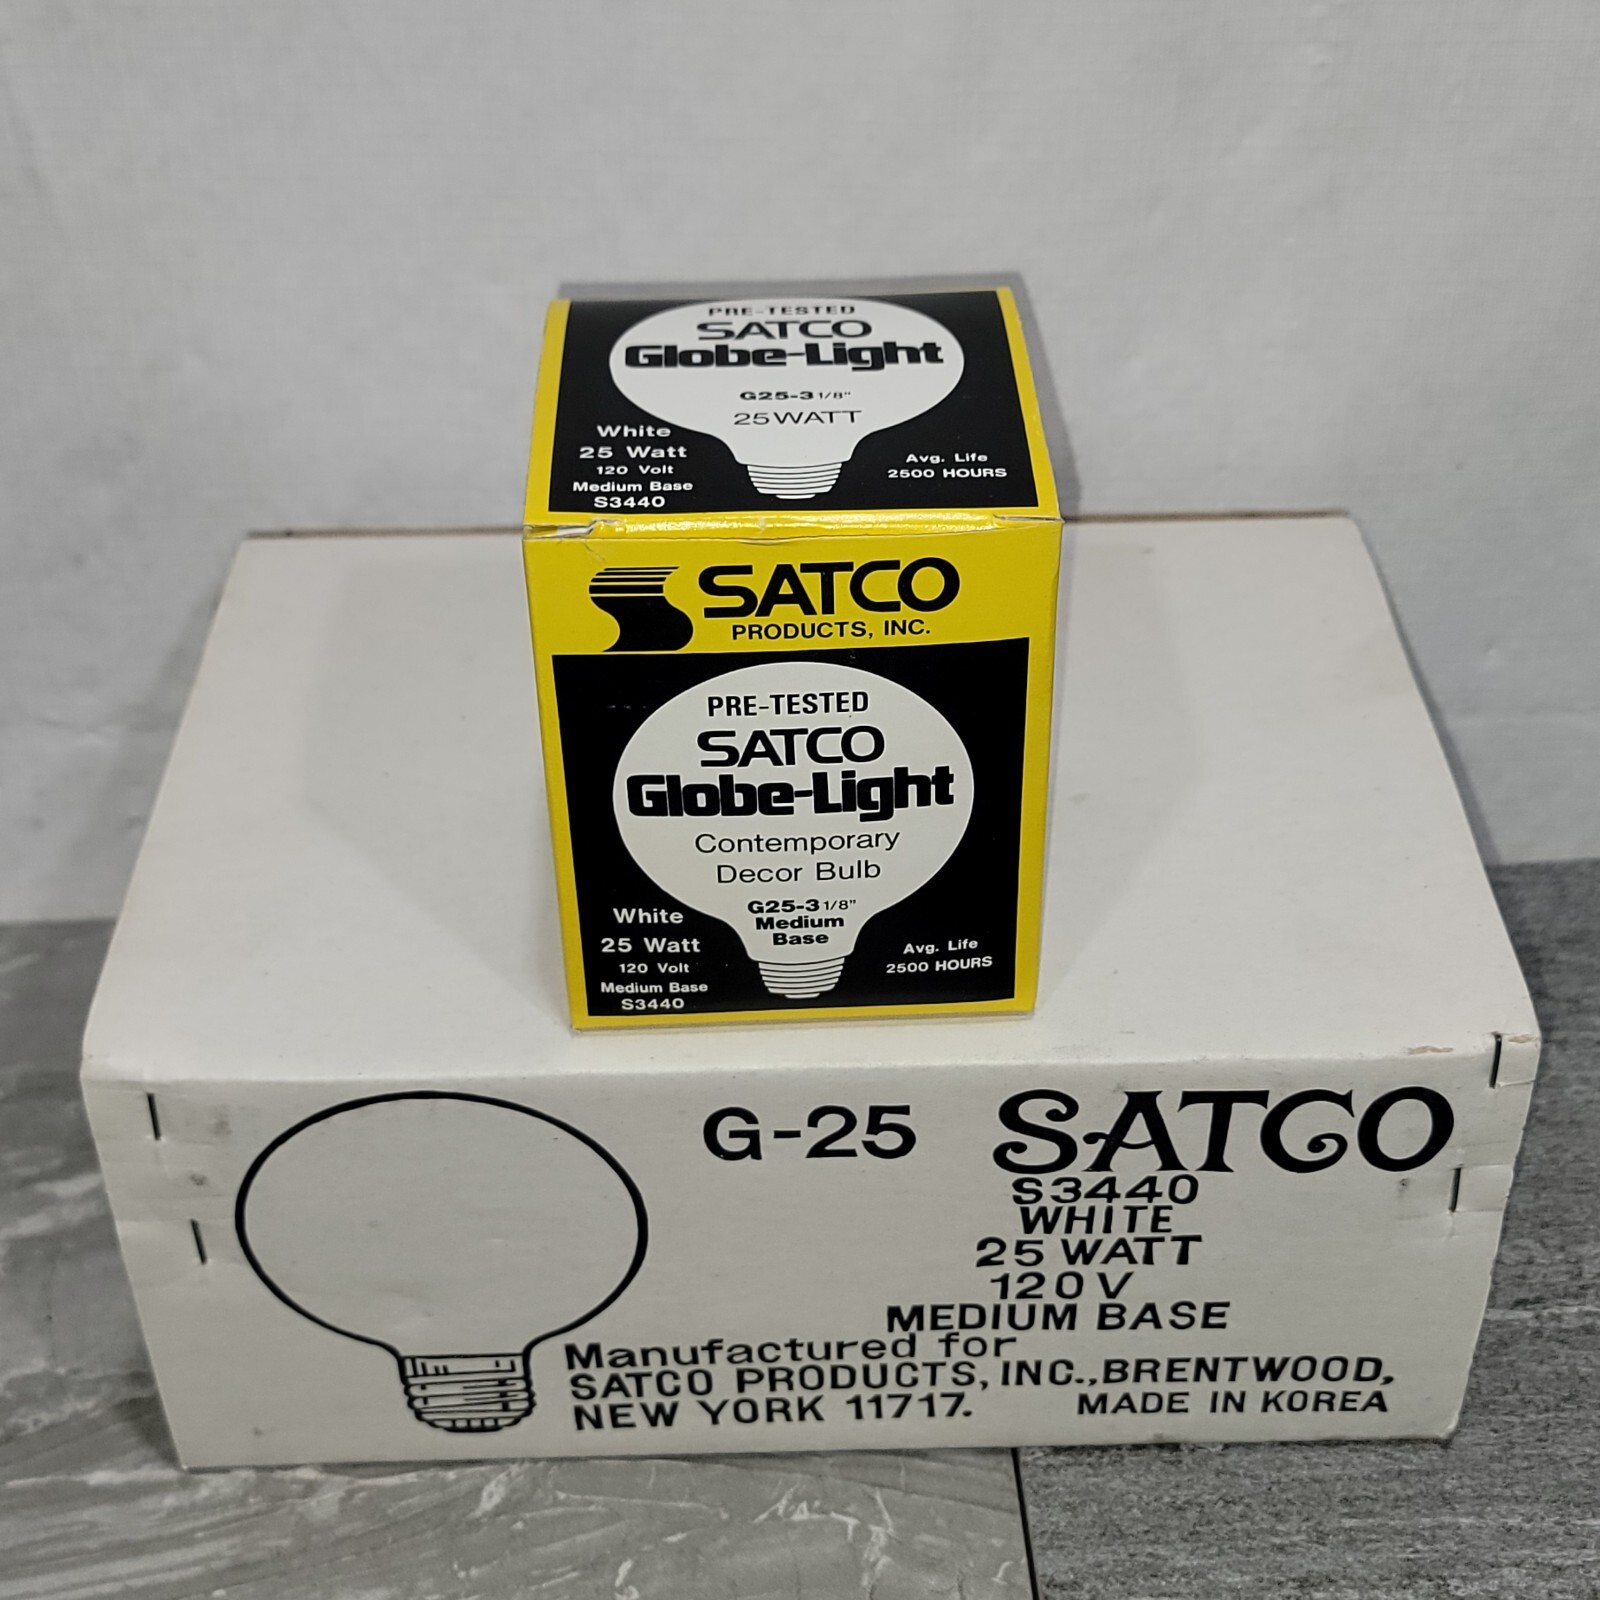 PRE-TESTED
SATCO
Globe-Light
G25-3 1/8"
25 WATT
White
25 Watt
120 Volt
Medium Base
S3440
Avg. Life
2500 HOURS
SATCO
PRODUCTS, INC.
PRE-TESTED
SATCO
Globe-Light
Contemporary
Decor Bulb
G25-3 1/8"
Medium
Base
White
25 Watt
120 Volt
Medium Base
S3440
Avg. Life
2500 HOURS
G-25
SATCO
S3440
WHITE
25 WATT
120V
MEDIUM BASE
Manufactured for
SATCO PRODUCTS, INC., BRENTWOOD,
NEW YORK 11717. MADE IN KOREA